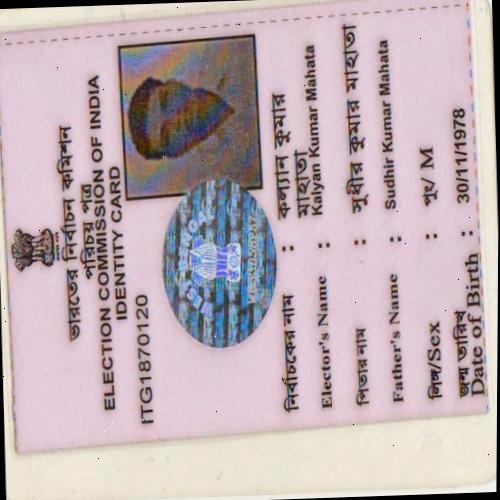 ভারতের নির্বাচন কমিশন
পরিচয় পত্র
ELECTION COMMISSION OF INDIA
IDENTITY CARD
ITG1870120
নির্বাচকের নাম : কল্যান কুমার
মাহাতা
Elector's Name : Kalyan Kumar Mahata
পিতার নাম : সুধীর কুমার মাহাতা
Father's Name : Sudhir Kumar Mahata
লিঙ্গ/Sex : পুং/ M
জন্ম তারিখ
Date of Birth : 30/11/1978